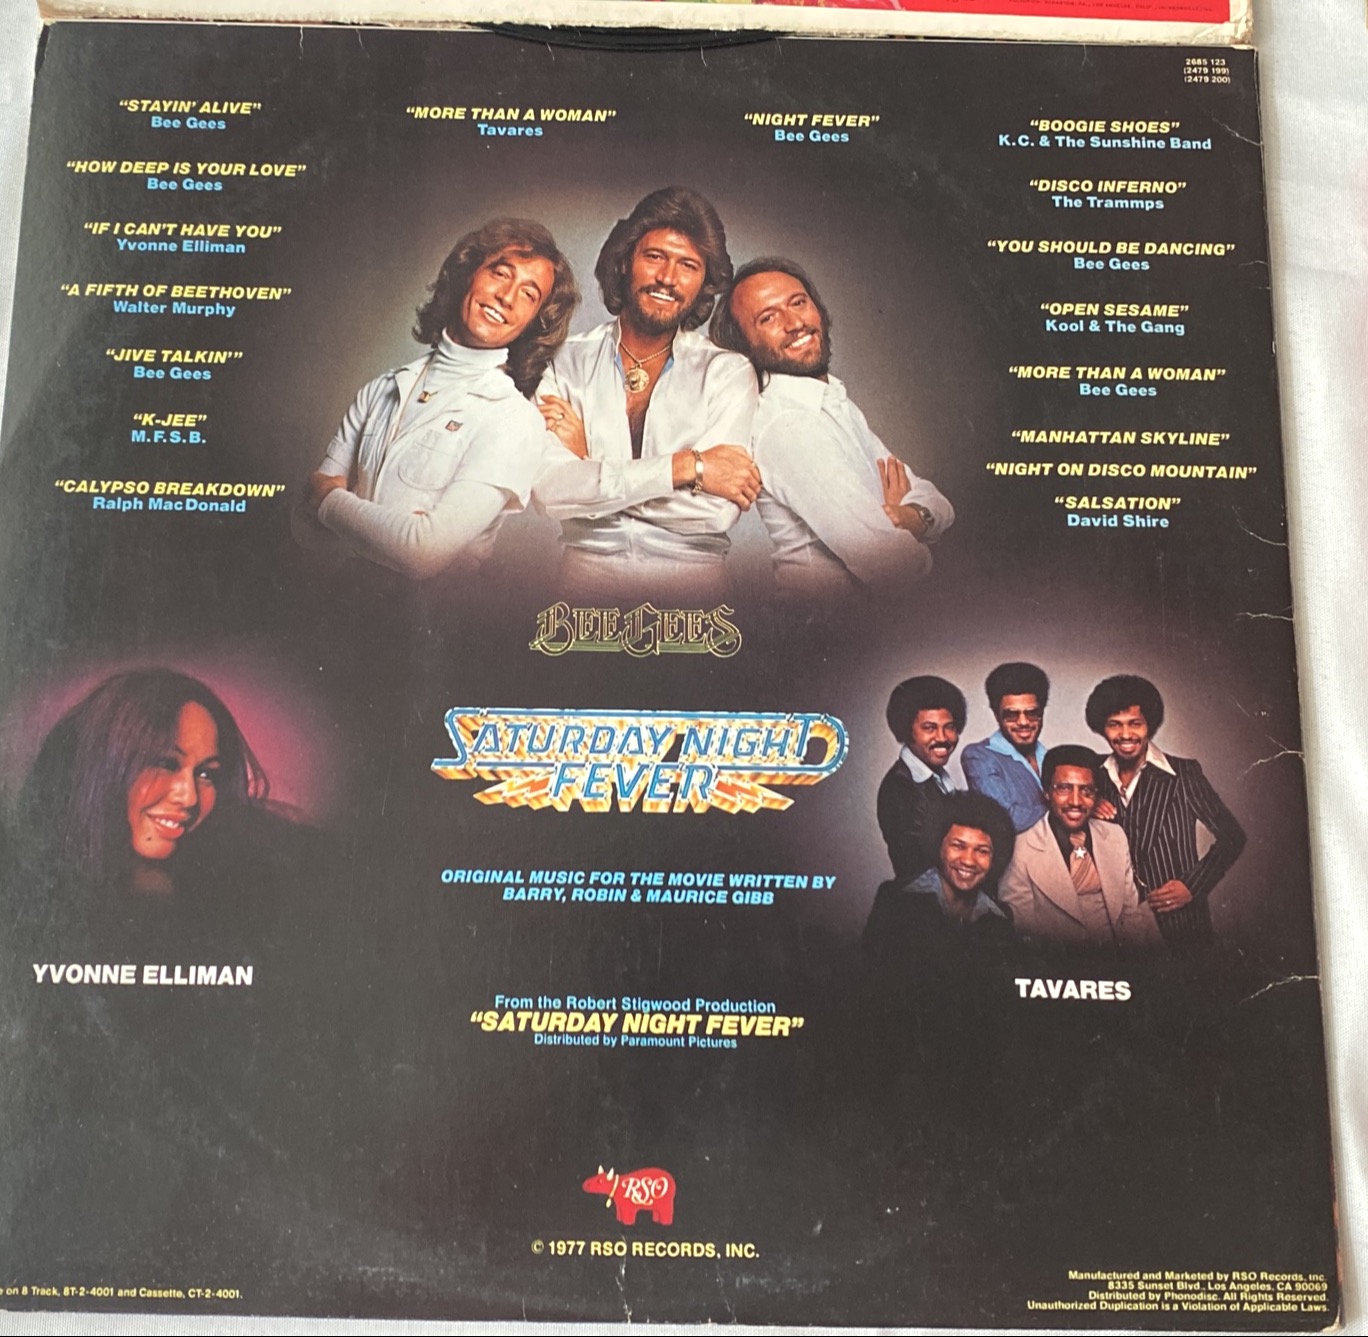 2685 123
(2479 199)
(2479 200)
"STAYIN' ALIVE"
Bee Gees
"HOW DEEP IS YOUR LOVE"
Bee Gees
"IF I CAN'T HAVE YOU"
Yvonne Elliman
"A FIFTH OF BEETHOVEN"
Walter Murphy
"JIVE TALKIN'"
Bee Gees
"K-JEE"
M.F.S.B.
"CALYPSO BREAKDOWN"
Ralph MacDonald
"MORE THAN A WOMAN"
Tavares
"NIGHT FEVER"
Bee Gees
"BOOGIE SHOES"
K.C. & The Sunshine Band
"DISCO INFERNO"
The Trammps
"YOU SHOULD BE DANCING"
Bee Gees
"OPEN SESAME"
Kool & The Gang
"MORE THAN A WOMAN"
Bee Gees
"MANHATTAN SKYLINE"
"NIGHT ON DISCO MOUNTAIN"
"SALSATION"
David Shire
BEE GEES
SATURDAY NIGHT
FEVER
ORIGINAL MUSIC FOR THE MOVIE WRITTEN BY
BARRY, ROBIN & MAURICE GIBB
YVONNE ELLIMAN
TAVARES
From the Robert Stigwood Production
"SATURDAY NIGHT FEVER"
Distributed by Paramount Pictures
RSO
© 1977 RSO RECORDS, INC.
on 8 Track, 8T-2-4001 and Cassette, CT-2-4001.
Manufactured and Marketed by RSO Records, Inc.
8335 Sunset Blvd., Los Angeles, CA 90069
Distributed by Phonodisc. All Rights Reserved.
Unauthorized Duplication is a Violation of Applicable Laws.